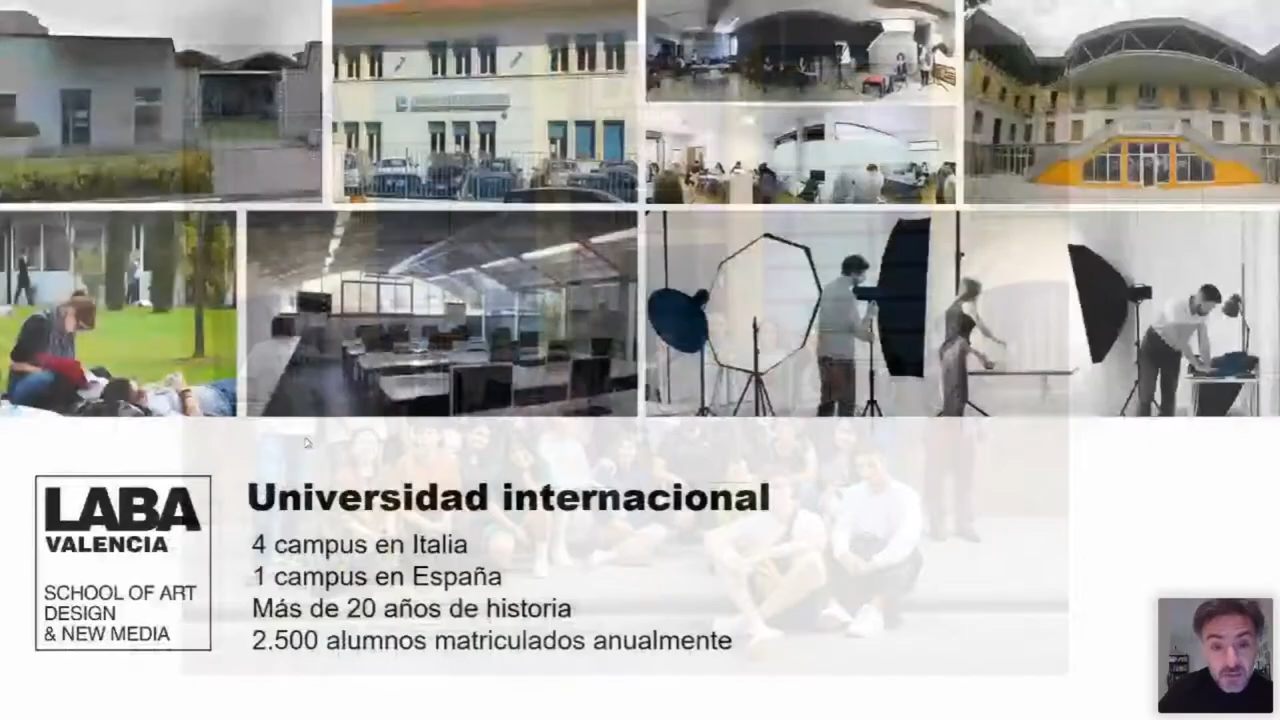 LABA
VALENCIA
SCHOOL OF ART
DESIGN
& NEW MEDIA
Universidad internacional
4 campus en Italia
1 campus en España
Más de 20 años de historia
2.500 alumnos matriculados anualmente